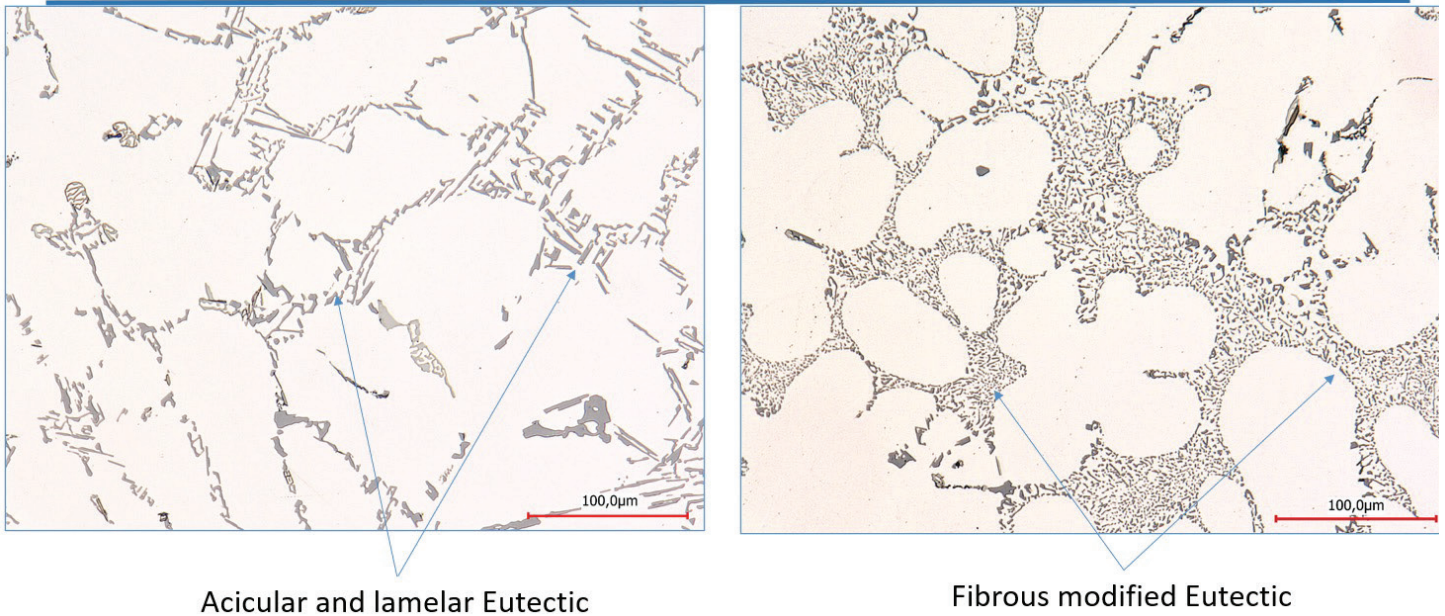 100,0µm
100,0µm
Acicular and lamelar Eutectic
Fibrous modified Eutectic